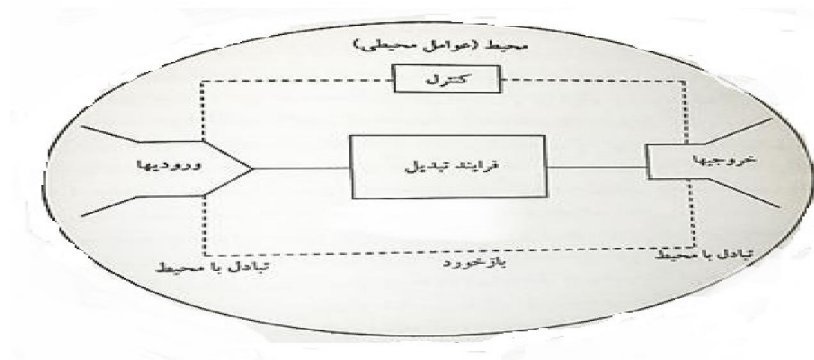 محیط (عوامل محیطی)
کنترل
ورودیها
فرایند تبدیل
خروجیها
تبادل با محیط
بازخورد
تبادل با محیط